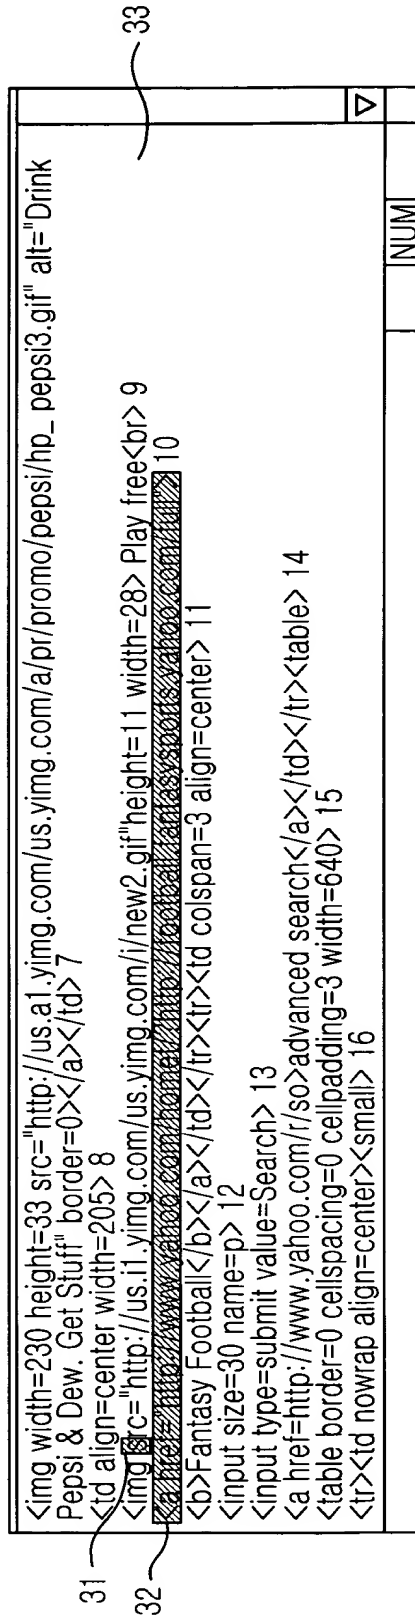 <img width=230 height=33 src="http://us.a1.yimg.com/us.yimg.com/a/pr/promo/pepsi/hp_ pepsi3.gif" alt="Drink
Pepsi & Dew. Get Stuff" border=0></a></td> 7
<td align=center width=205> 8
<img src="http://us.i1.yimg.com/us.yimg.com/i/new2.gif"height=11 width=28> Play free<br> 9
<a href="http://www.yahoo.com/homet/?http://football.fantasysports.yahoo.com/full"> 10
<b>Fantasy Football</b></a></td></tr><tr><td colspan=3 align=center> 11
<input size=30 name=p> 12
<input type=submit value=Search> 13
<a href=http://www.yahoo.com/r/so>advanced search</a></td></tr><table> 14
<table border=0 cellspacing=0 cellpadding=3 width=640> 15
<tr><td nowrap align=center><small> 16
NUM
31
32
33